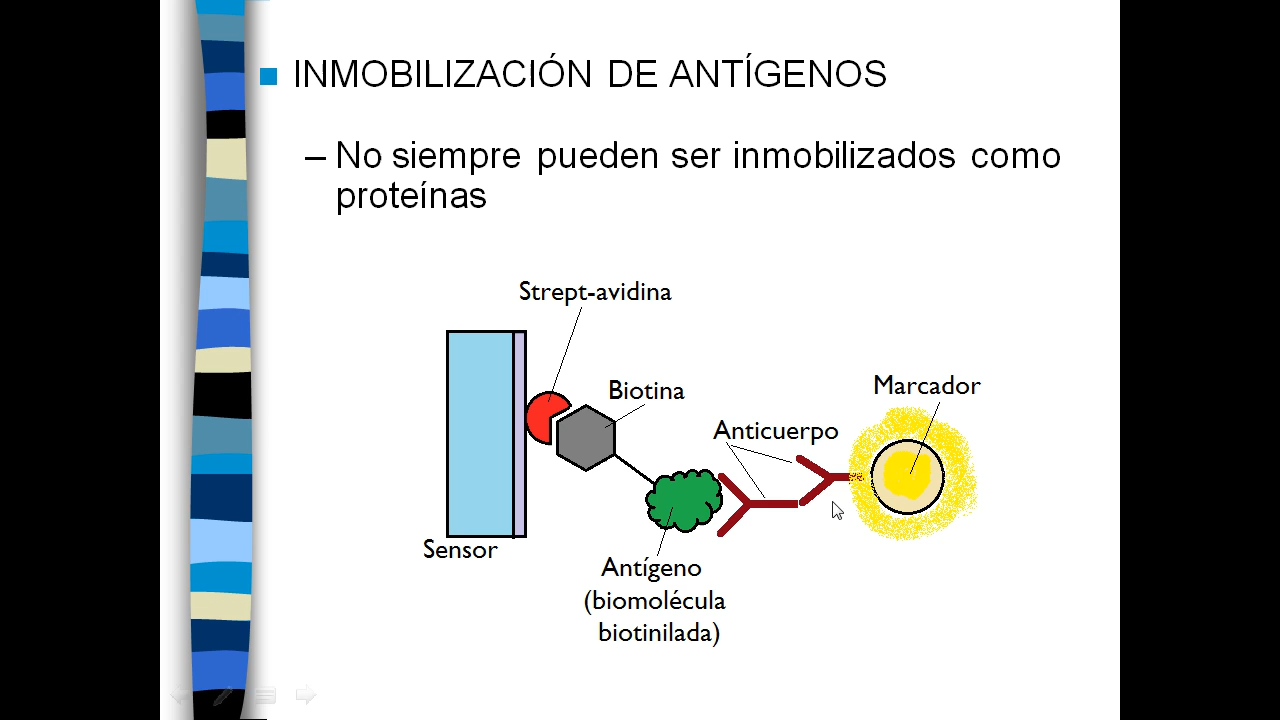 INMOBILIZACIÓN DE ANTÍGENOS
– No siempre pueden ser inmobilizados como
proteínas
Strept-avidina
Biotina
Marcador
Anticuerpo
Sensor
Antígeno
(biomolécula
biotinilada)